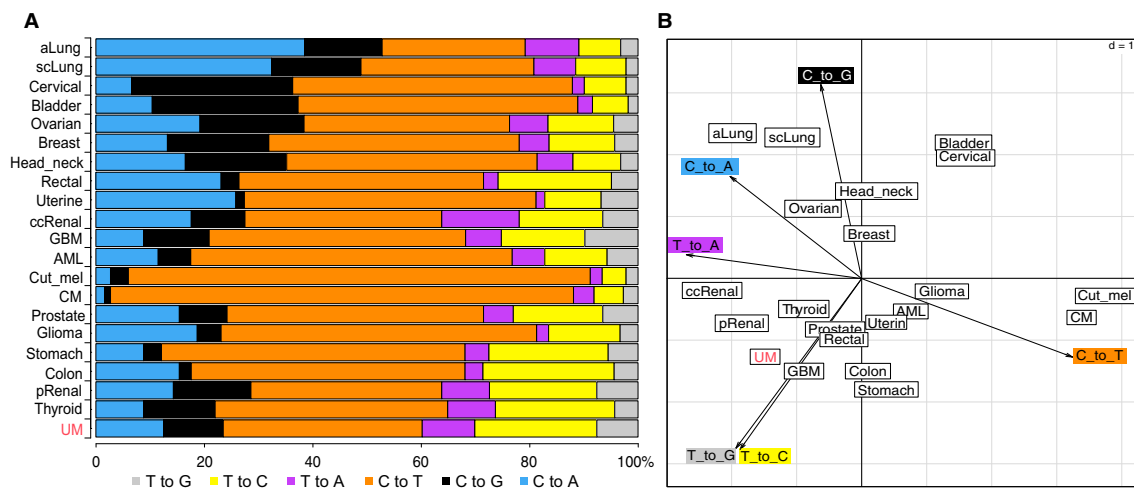 A
aLung
scLung
Cervical
Bladder
Ovarian
Breast
Head_neck
Rectal
Uterine
ccRenal
GBM
AML
Cut_mel
CM
Prostate
Glioma
Stomach
Colon
pRenal
Thyroid
UM
0 20 40 60 80 100%
T to G T to C T to A C to T C to G C to A
B
d = 1
C_to_G
aLung
scLung
Bladder
Cervical
C_to_A
Head_neck
Ovarian
Breast
T_to_A
ccRenal
Glioma
Cut_mel
Thyroid
AML
CM
pRenal
Uterin
Prostate
Rectal
UM
C_to_T
GBM
Colon
Stomach
T_to_G
T_to_C